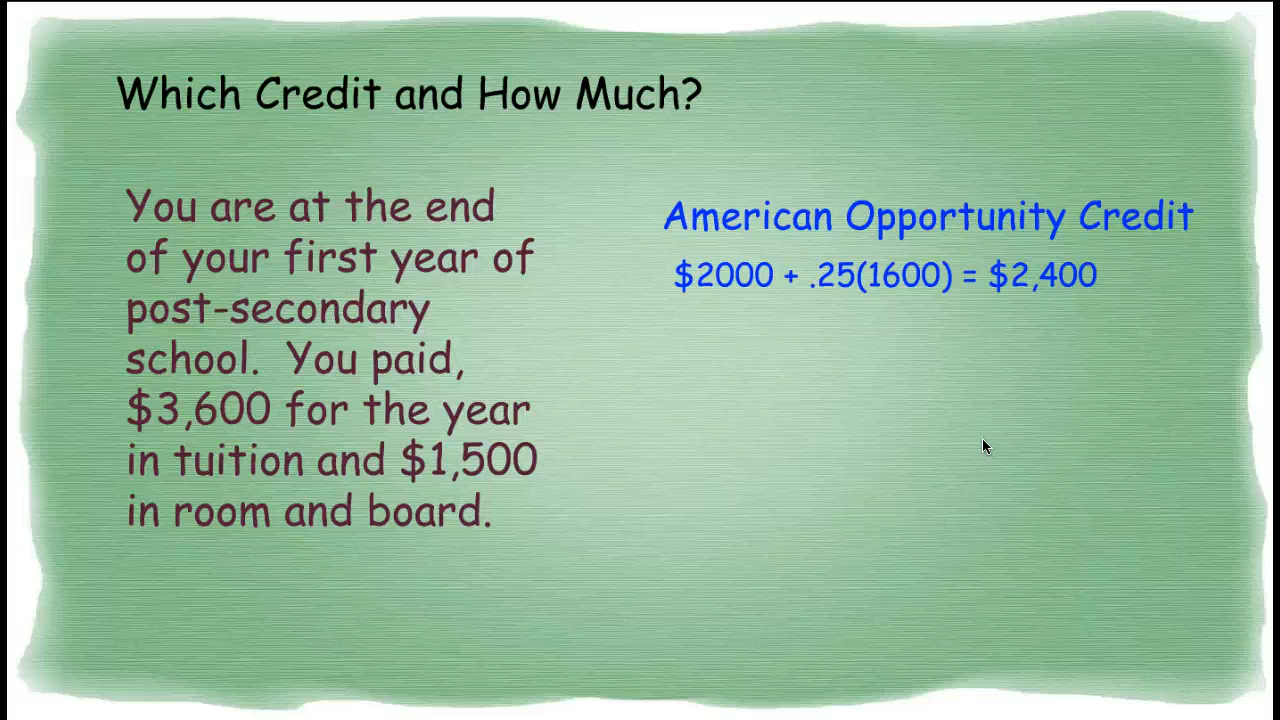 Which Credit and How Much?
You are at the end
of your first year of
post-secondary
school.  You paid,
$3,600 for the year
in tuition and $1,500
in room and board.
American Opportunity Credit
$2000 + .25(1600) = $2,400